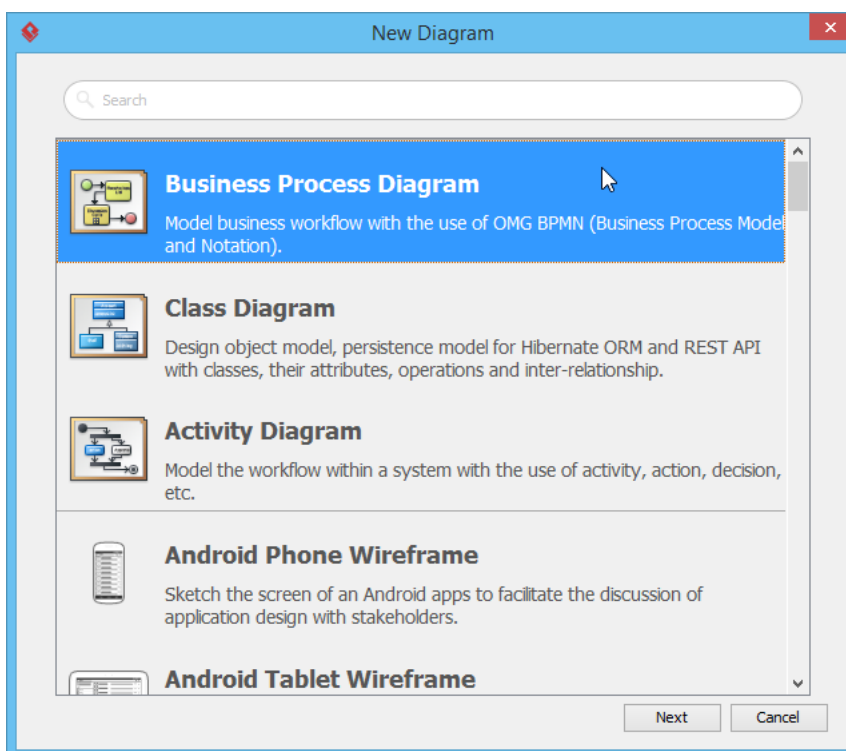 New Diagram
Search
Business Process Diagram
Model business workflow with the use of OMG BPMN (Business Process Model
and Notation).
Class Diagram
Design object model, persistence model for Hibernate ORM and REST API
with classes, their attributes, operations and inter-relationship.
Activity Diagram
Model the workflow within a system with the use of activity, action, decision,
etc.
Android Phone Wireframe
Sketch the screen of an Android apps to facilitate the discussion of
application design with stakeholders.
Android Tablet Wireframe
Next Cancel